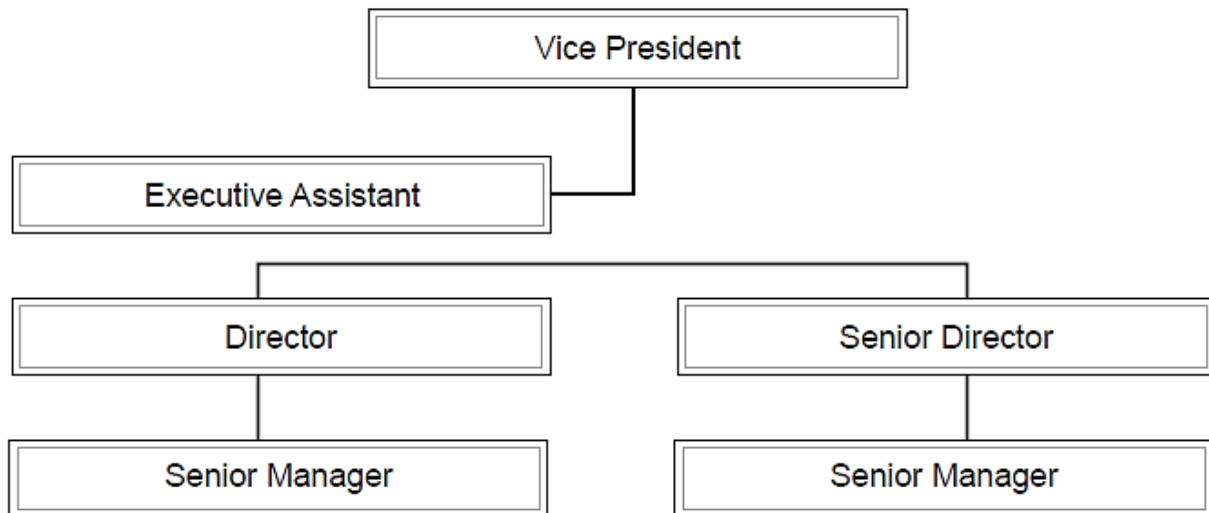 Vice President
Executive Assistant
Director
Senior Director
Senior Manager
Senior Manager